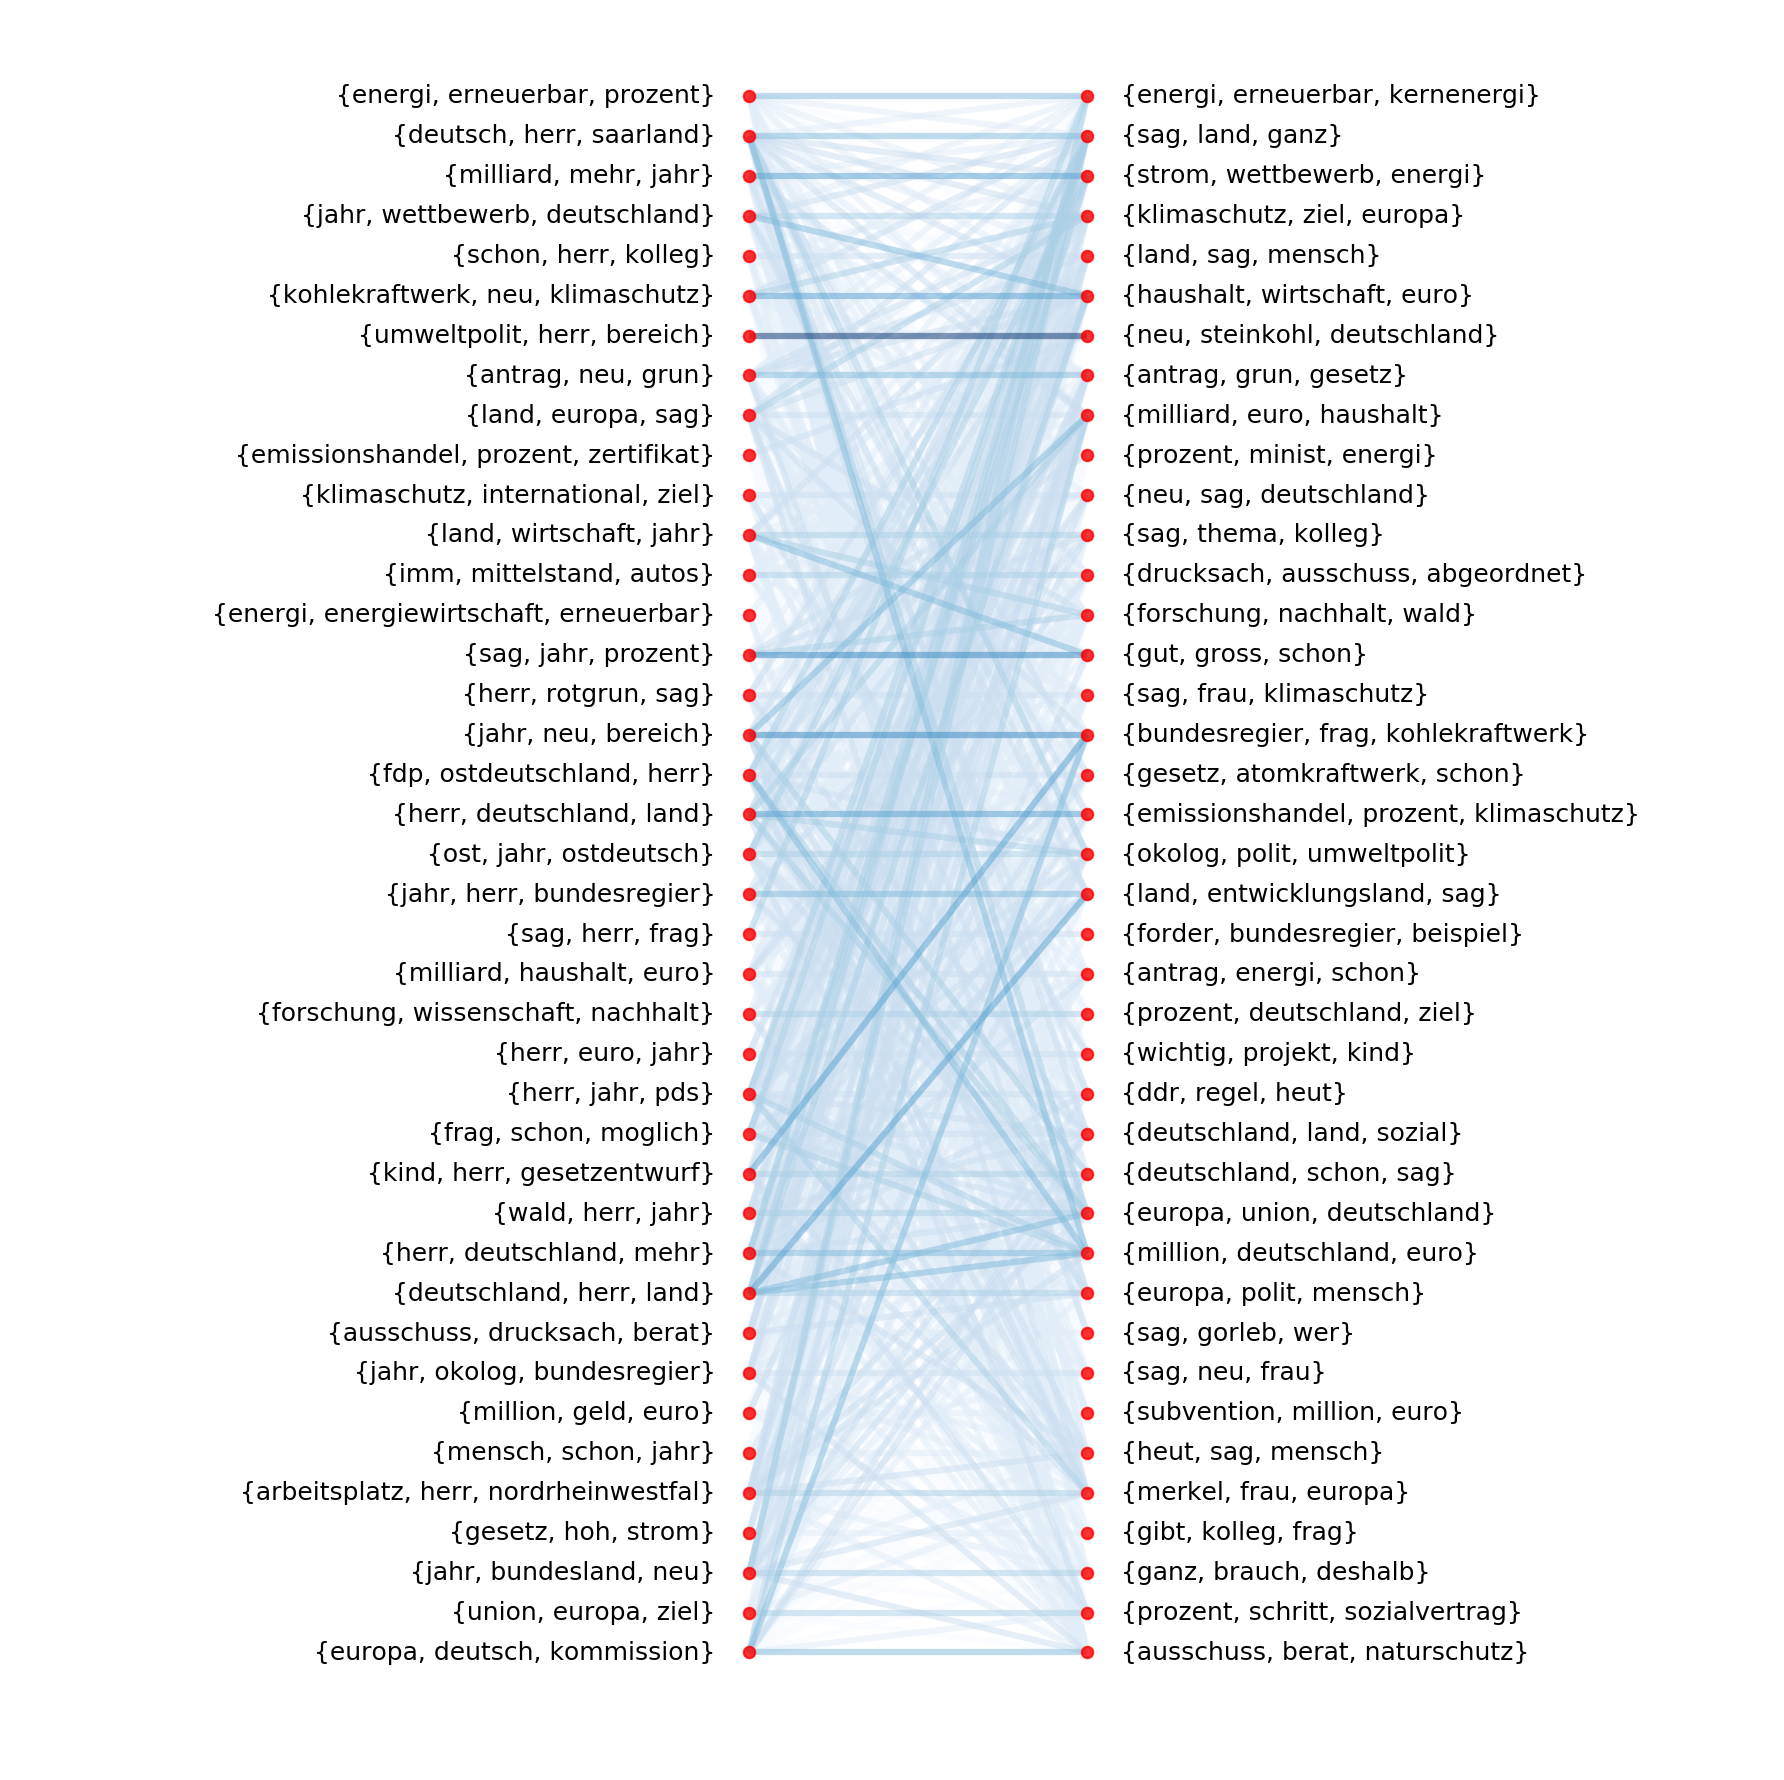 {energi, erneuerbar, prozent} {energi, erneuerbar, kernenergi}
{deutsch, herr, saarland} {sag, land, ganz}
{milliard, mehr, jahr} {strom, wettbewerb, energi}
{jahr, wettbewerb, deutschland} {klimaschutz, ziel, europa}
{schon, herr, kolleg} {land, sag, mensch}
{kohlekraftwerk, neu, klimaschutz} {haushalt, wirtschaft, euro}
{umweltpolit, herr, bereich} {neu, steinkohl, deutschland}
{antrag, neu, grun} {antrag, grun, gesetz}
{land, europa, sag} {milliard, euro, haushalt}
{emissionshandel, prozent, zertifikat} {prozent, minist, energi}
{klimaschutz, international, ziel} {neu, sag, deutschland}
{land, wirtschaft, jahr} {sag, thema, kolleg}
{imm, mittelstand, autos} {drucksach, ausschuss, abgeordnet}
{energi, energiewirtschaft, erneuerbar} {forschung, nachhalt, wald}
{sag, jahr, prozent} {gut, gross, schon}
{herr, rotgrun, sag} {sag, frau, klimaschutz}
{jahr, neu, bereich} {bundesregier, frag, kohlekraftwerk}
{fdp, ostdeutschland, herr} {gesetz, atomkraftwerk, schon}
{herr, deutschland, land} {emissionshandel, prozent, klimaschutz}
{ost, jahr, ostdeutsch} {okolog, polit, umweltpolit}
{jahr, herr, bundesregier} {land, entwicklungsland, sag}
{sag, herr, frag} {forder, bundesregier, beispiel}
{milliard, haushalt, euro} {antrag, energi, schon}
{forschung, wissenschaft, nachhalt} {prozent, deutschland, ziel}
{herr, euro, jahr} {wichtig, projekt, kind}
{herr, jahr, pds} {ddr, regel, heut}
{frag, schon, moglich} {deutschland, land, sozial}
{kind, herr, gesetzentwurf} {deutschland, schon, sag}
{wald, herr, jahr} {europa, union, deutschland}
{herr, deutschland, mehr} {million, deutschland, euro}
{deutschland, herr, land} {europa, polit, mensch}
{ausschuss, drucksach, berat} {sag, gorleb, wer}
{jahr, okolog, bundesregier} {sag, neu, frau}
{million, geld, euro} {subvention, million, euro}
{mensch, schon, jahr} {heut, sag, mensch}
{arbeitsplatz, herr, nordrheinwestfal} {merkel, frau, europa}
{gesetz, hoh, strom} {gibt, kolleg, frag}
{jahr, bundesland, neu} {ganz, brauch, deshalb}
{union, europa, ziel} {prozent, schritt, sozialvertrag}
{europa, deutsch, kommission} {ausschuss, berat, naturschutz}